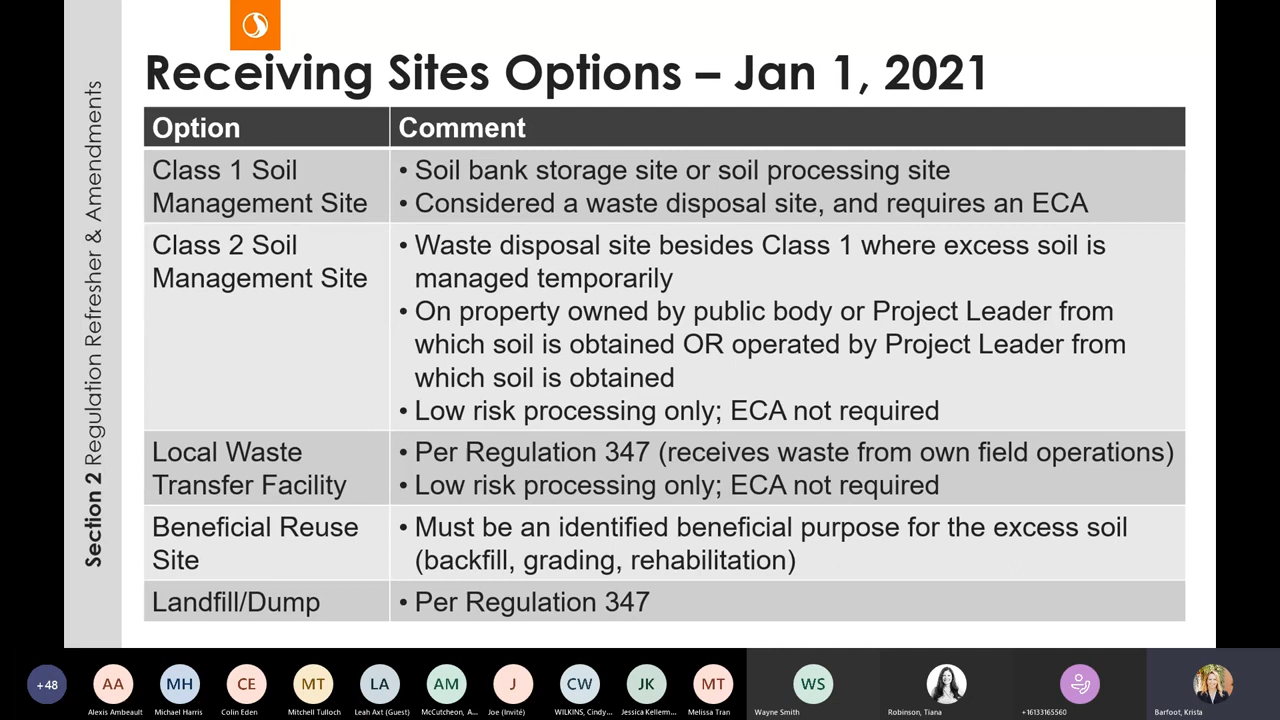 Receiving Sites Options – Jan 1, 2021
Section 2 Regulation Refresher & Amendments
Option
Comment
Class 1 Soil
Management Site
• Soil bank storage site or soil processing site
• Considered a waste disposal site, and requires an ECA
Class 2 Soil
Management Site
• Waste disposal site besides Class 1 where excess soil is
managed temporarily
• On property owned by public body or Project Leader from
which soil is obtained OR operated by Project Leader from
which soil is obtained
• Low risk processing only; ECA not required
Local Waste
Transfer Facility
• Per Regulation 347 (receives waste from own field operations)
• Low risk processing only; ECA not required
Beneficial Reuse
Site
• Must be an identified beneficial purpose for the excess soil
(backfill, grading, rehabilitation)
Landfill/Dump
• Per Regulation 347
+48
AA
MH
CE
MT
LA
AM
J
CW
JK
MT
WS
Alexis Ambeault
Michael Harris
Colin Eden
Mitchell Tulloch
Leah Axt (Guest)
McCutcheon, A...
Joe (Invité)
WILKINS, Cindy...
Jessica Kellem...
Melissa Tran
Wayne Smith
Robinson, Tiana
+16133165560
Barfoot, Krista